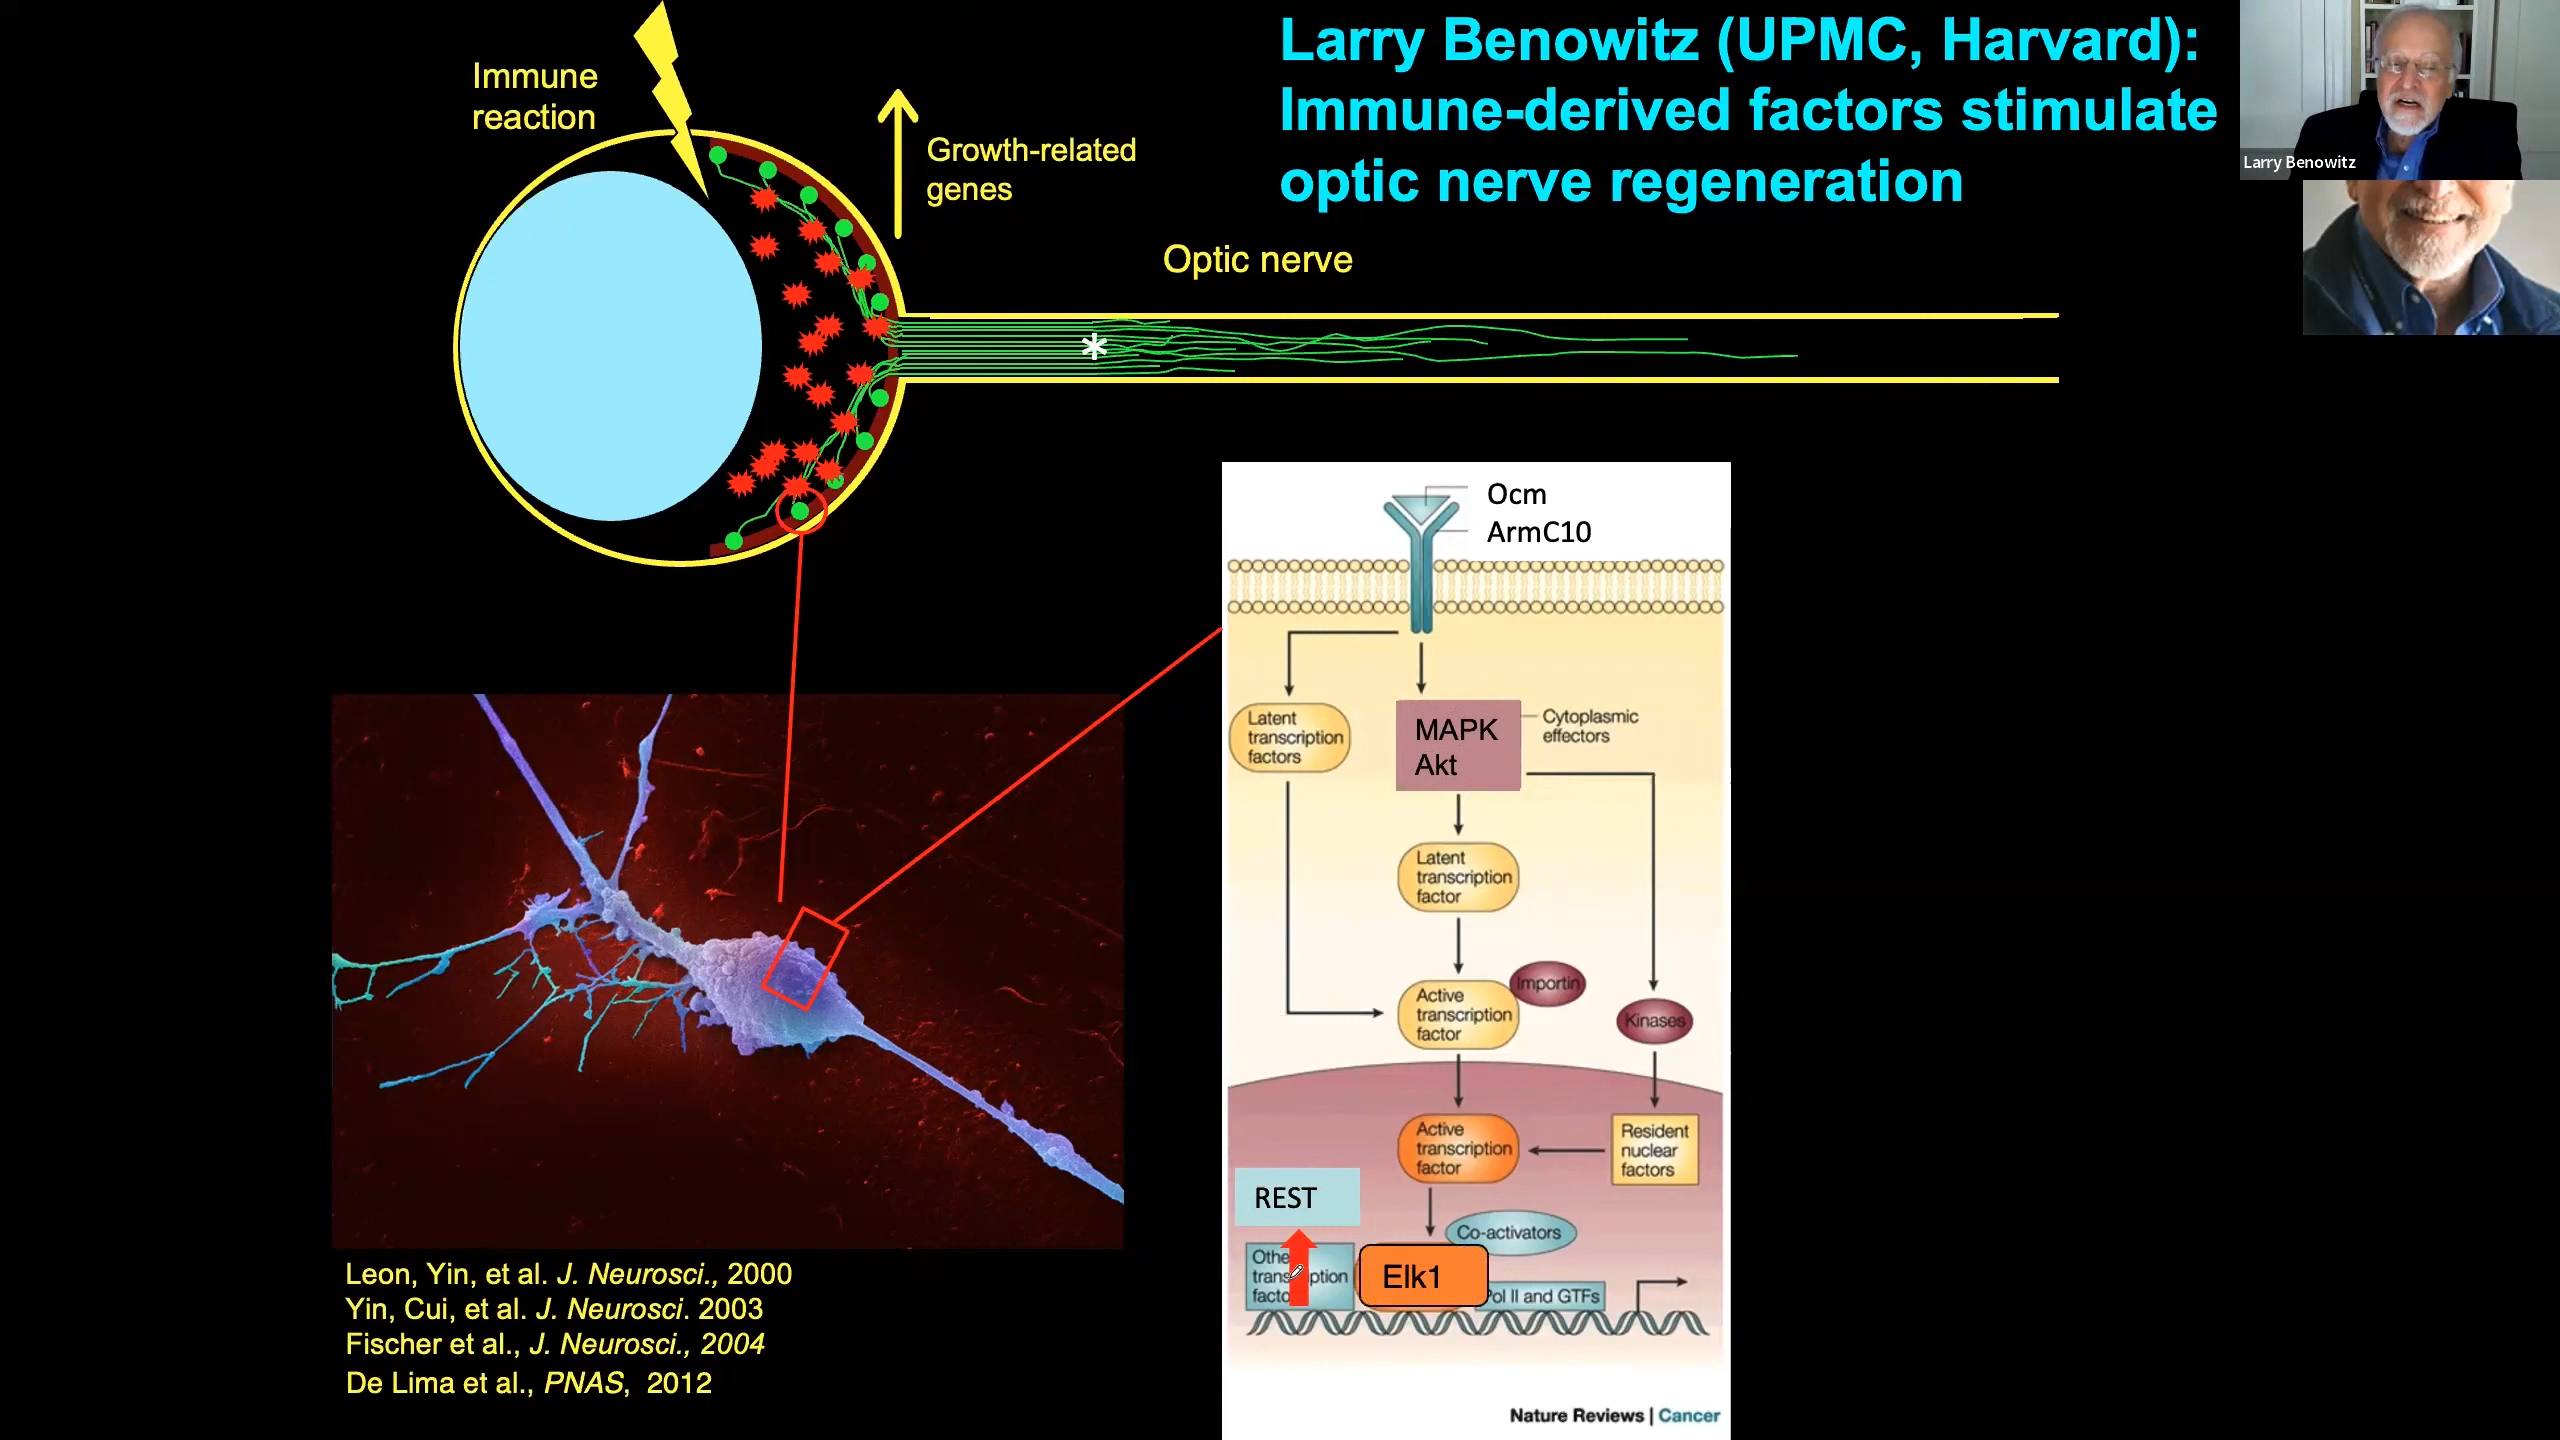 Larry Benowitz (UPMC, Harvard):
Immune-derived factors stimulate
optic nerve regeneration
Larry Benowitz
Immune
reaction
Growth-related
genes
Optic nerve
*
Ocm
ArmC10
Latent
transcription
factors
MAPK
Akt
Cytoplasmic
effectors
Latent
transcription
factor
Active
transcription
factor
Importin
Kinases
Active
transcription
factor
Resident
nuclear
factors
REST
Co-activators
Elk1
Pol II and GTFs
Nature Reviews | Cancer
Leon, Yin, et al. J. Neurosci., 2000
Yin, Cui, et al. J. Neurosci. 2003
Fischer et al., J. Neurosci., 2004
De Lima et al., PNAS, 2012